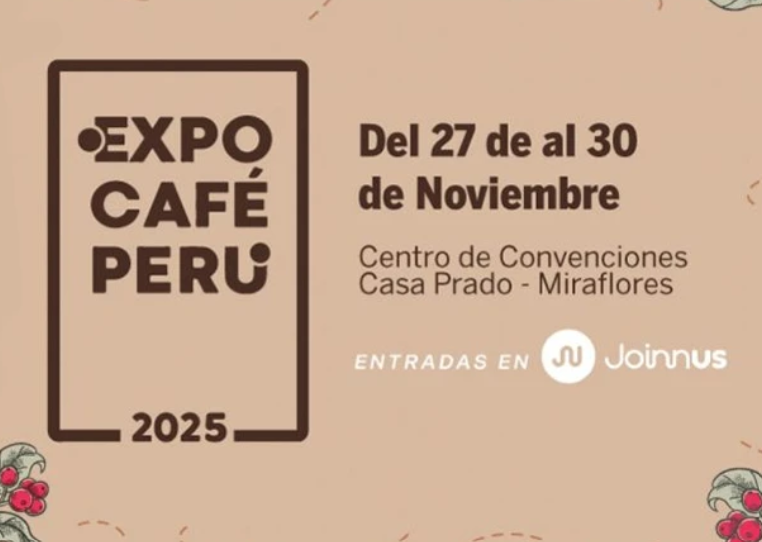 EXPO
CAFÉ
PERÚ
2025
Del 27 de al 30
de Noviembre
Centro de Convenciones
Casa Prado - Miraflores
ENTRADAS EN Joinnus